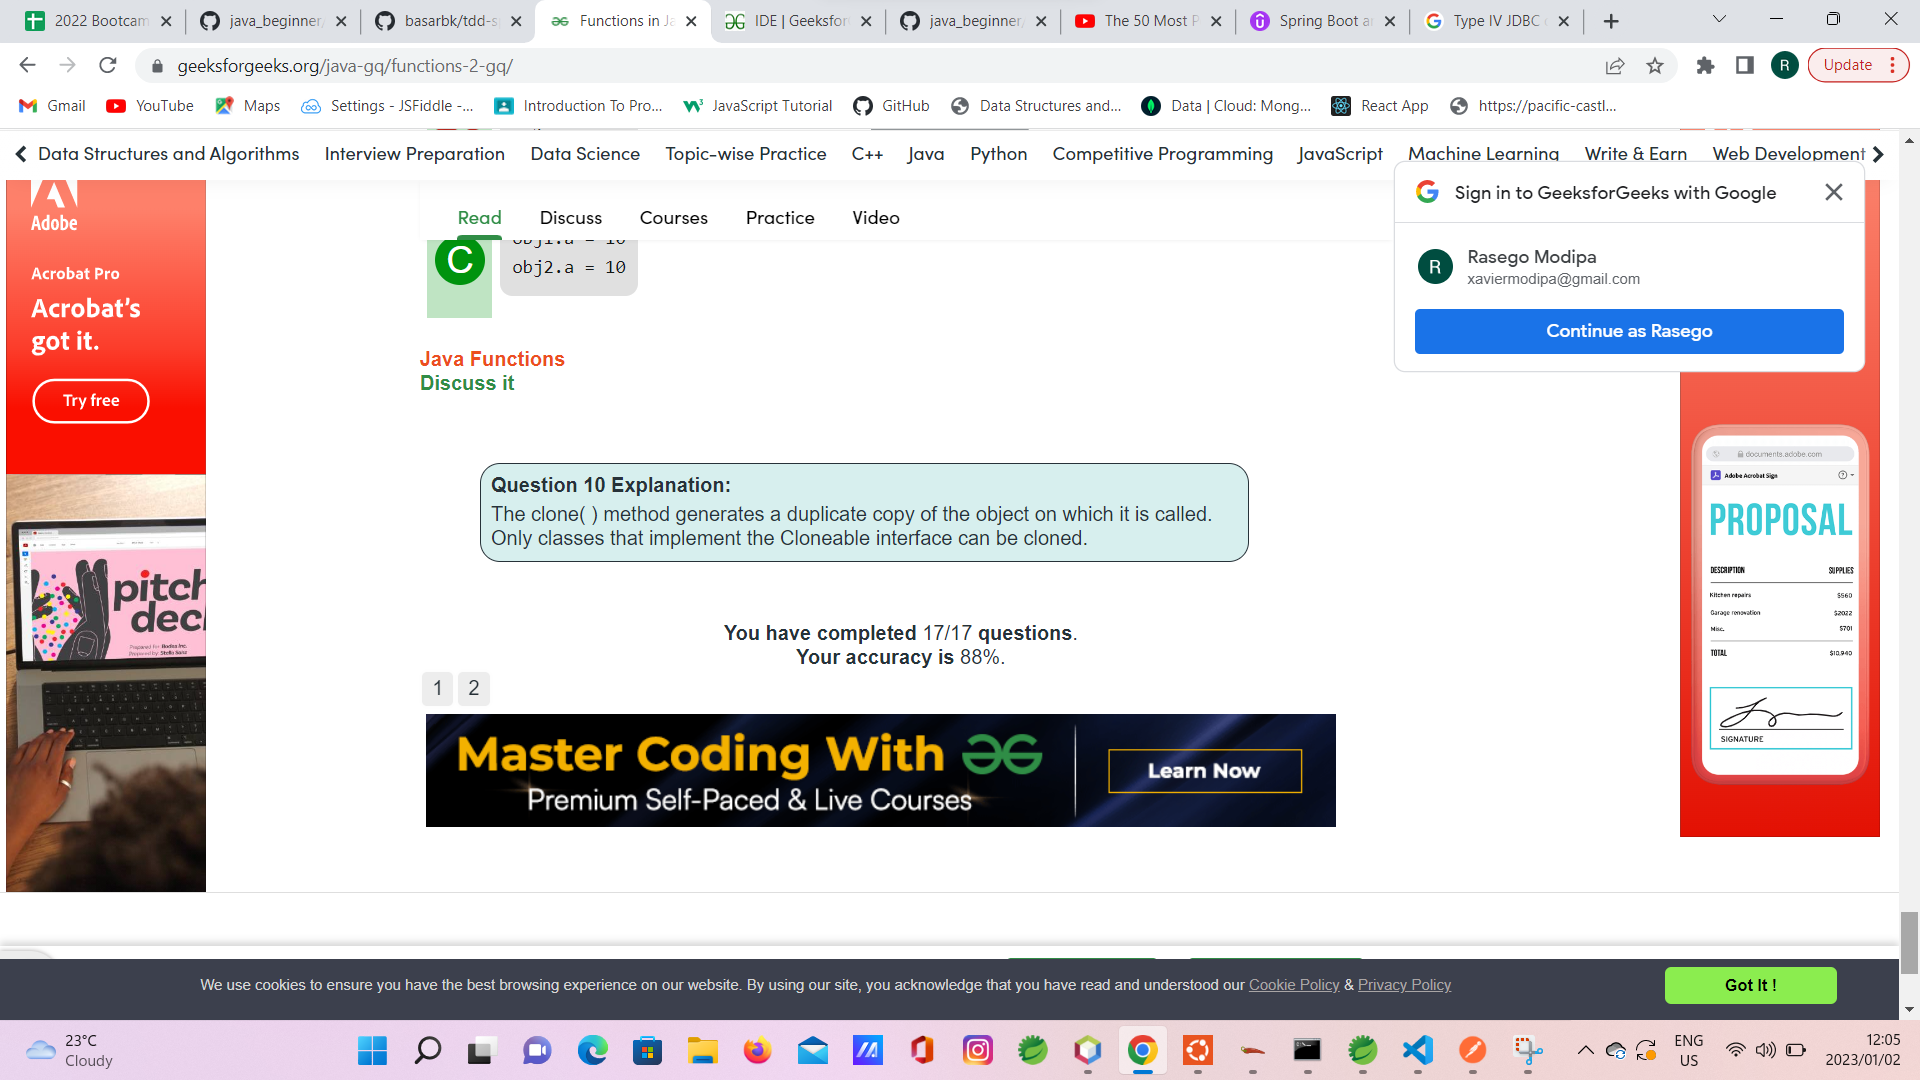 2022 Bootcam
java_beginner/
basarbk/tdd-s
Functions in Ja
IDE | Geeksfor
java_beginner/
The 50 Most P
Spring Boot a
Type IV JDBC
geeksforgeeks.org/java-gq/functions-2-gq/
R
Update
Gmail
YouTube
Maps
Settings - JSFiddle -...
Introduction To Pro...
JavaScript Tutorial
GitHub
Data Structures and...
Data | Cloud: Mong...
React App
https://pacific-castl...
Data Structures and Algorithms
Interview Preparation
Data Science
Topic-wise Practice
C++
Java
Python
Competitive Programming
JavaScript
Machine Learning
Write & Earn
Web Development
Read
Discuss
Courses
Practice
Video
Sign in to GeeksforGeeks with Google
R
Rasego Modipa
xaviermodipa@gmail.com
Continue as Rasego
Adobe
Acrobat Pro
Acrobat's
got it.
Try free
pitch
deck
C
obj1.a = 10
obj2.a = 10
Java Functions
Discuss it
Question 10 Explanation:
The clone( ) method generates a duplicate copy of the object on which it is called.
Only classes that implement the Cloneable interface can be cloned.
You have completed 17/17 questions.
Your accuracy is 88%.
1 2
Master Coding With
Premium Self-Paced & Live Courses
Learn Now
documents.adobe.com
Adobe Acrobat Sign
PROPOSAL
DESCRIPTION SUPPLIES
Kitchen repairs $560
Garage renovation $2022
Misc. $701
TOTAL $10,940
SIGNATURE
We use cookies to ensure you have the best browsing experience on our website. By using our site, you acknowledge that you have read and understood our Cookie Policy & Privacy Policy
Got It !
23°C
Cloudy
ENG
US
12:05
2023/01/02